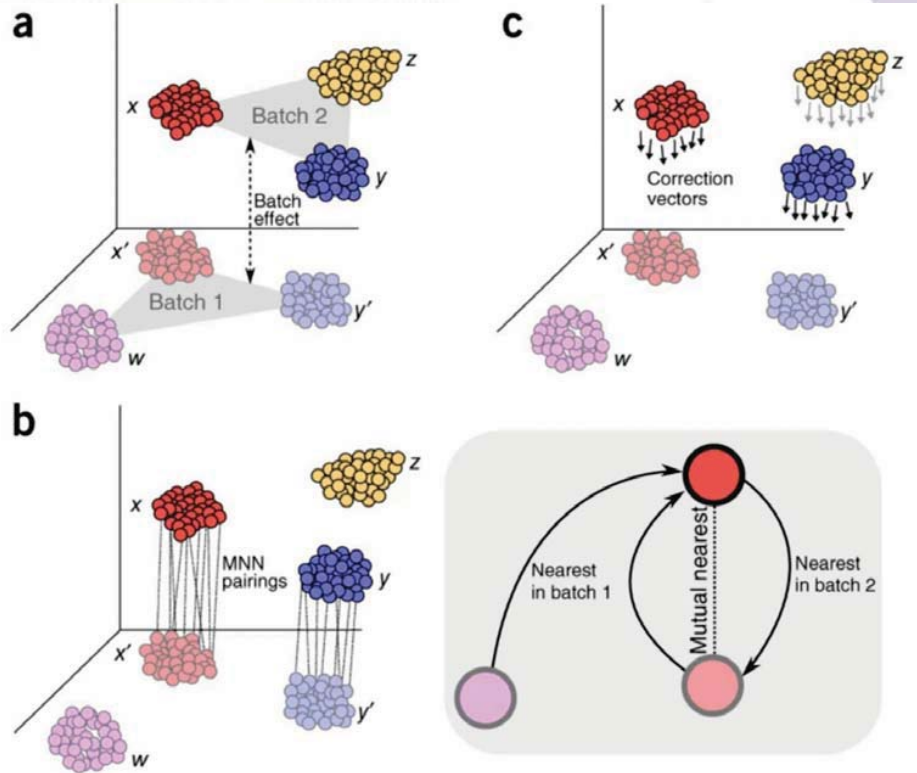 a
x
z
Batch 2
y
Batch
effect
x'
Batch 1
y'
w
c
x
z
Correction
vectors
y
x'
y'
w
b
x
z
MNN
pairings
y
x'
y'
w
Nearest
in batch 1
Mutual nearest
Nearest
in batch 2